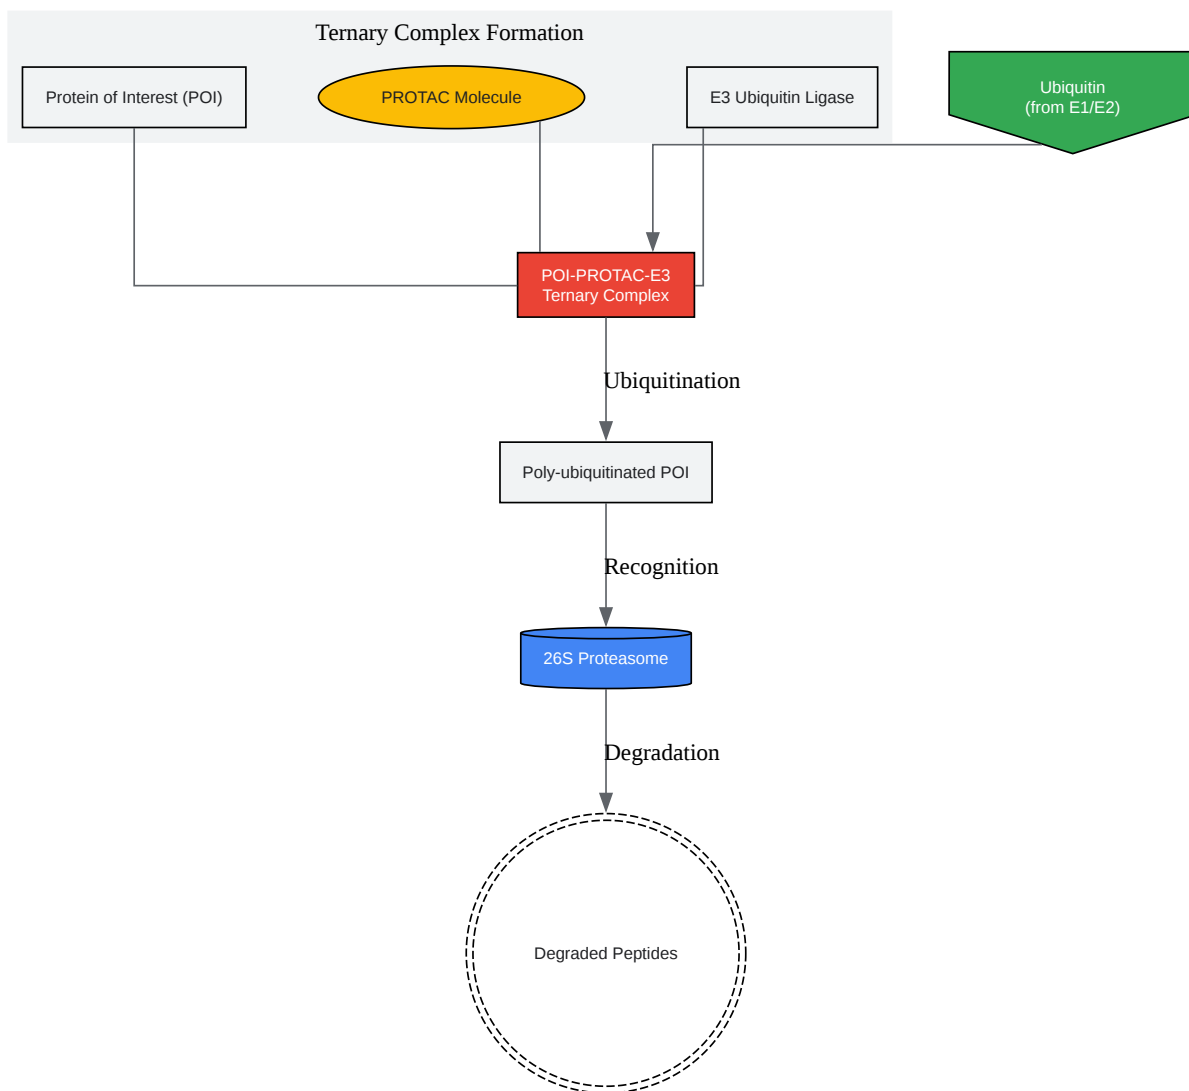 Ternary Complex Formation
Protein of Interest (POI)
PROTAC Molecule
E3 Ubiquitin Ligase
Ubiquitin
(from E1/E2)
POI-PROTAC-E3
Ternary Complex
Ubiquitination
Poly-ubiquitinated POI
Recognition
26S Proteasome
Degradation
Degraded Peptides